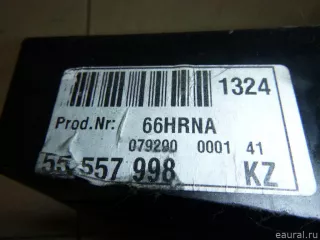 1324
Prod.Nr: 66HRNA
079200 0001 41
55 557 998 KZ
© eaural.ru